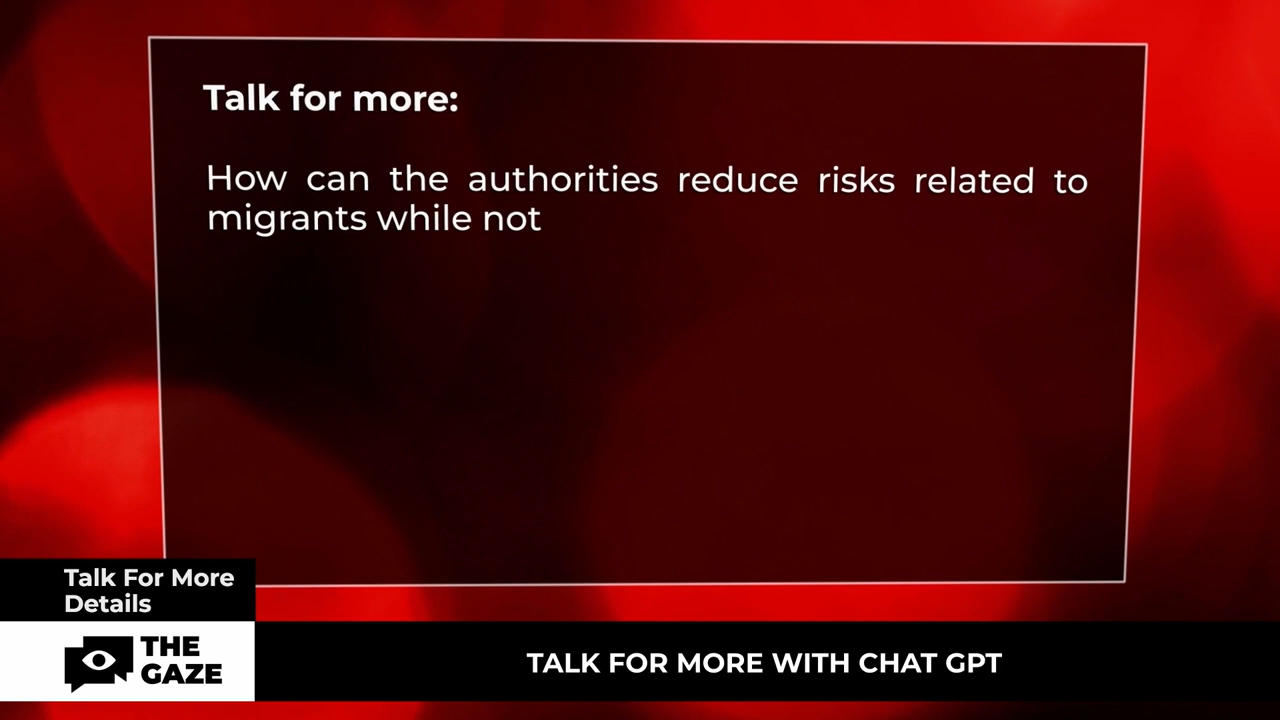 Talk for more:
How can the authorities reduce risks related to
migrants while not
Talk For More
Details
THE
GAZE
TALK FOR MORE WITH CHAT GPT